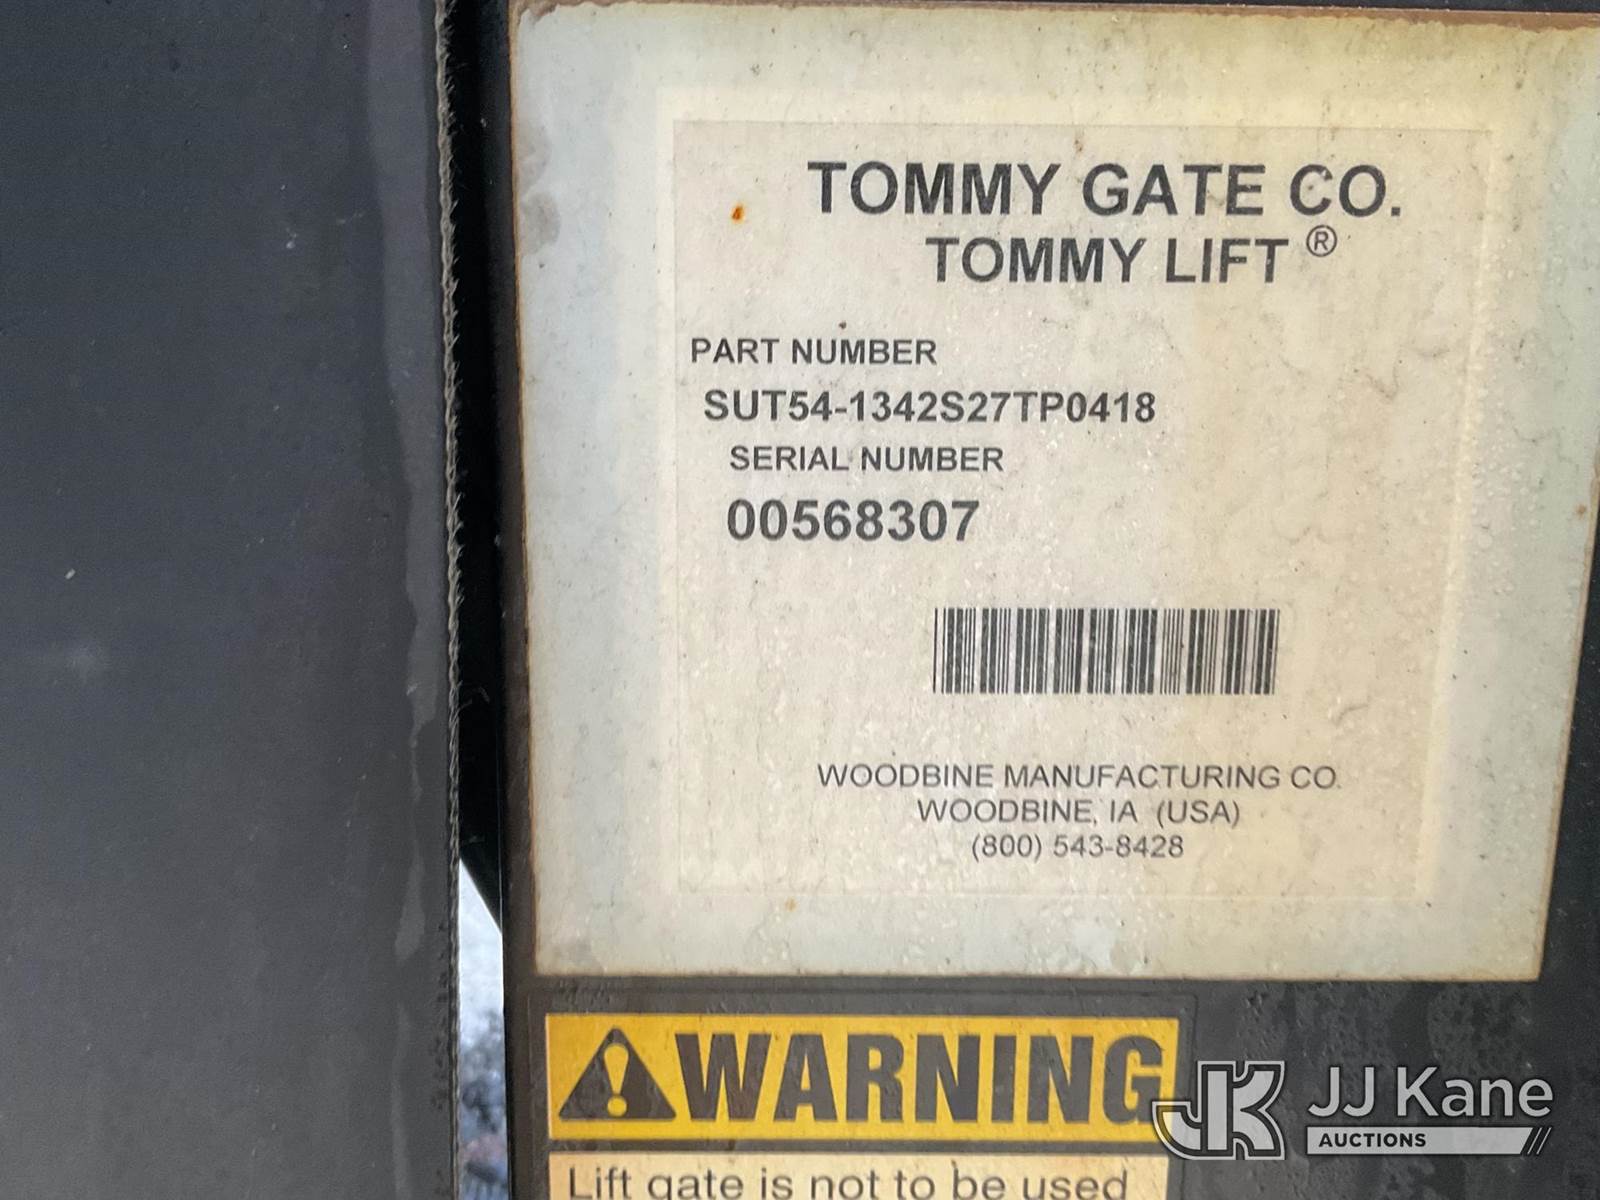 TOMMY GATE CO.
TOMMY LIFT ®
PART NUMBER
SUT54-1342S27TP0418
SERIAL NUMBER
00568307
WOODBINE MANUFACTURING CO.
WOODBINE, IA (USA)
(800) 543-8428
WARNING
Lift gate is not to be used
JK JJ Kane
AUCTIONS